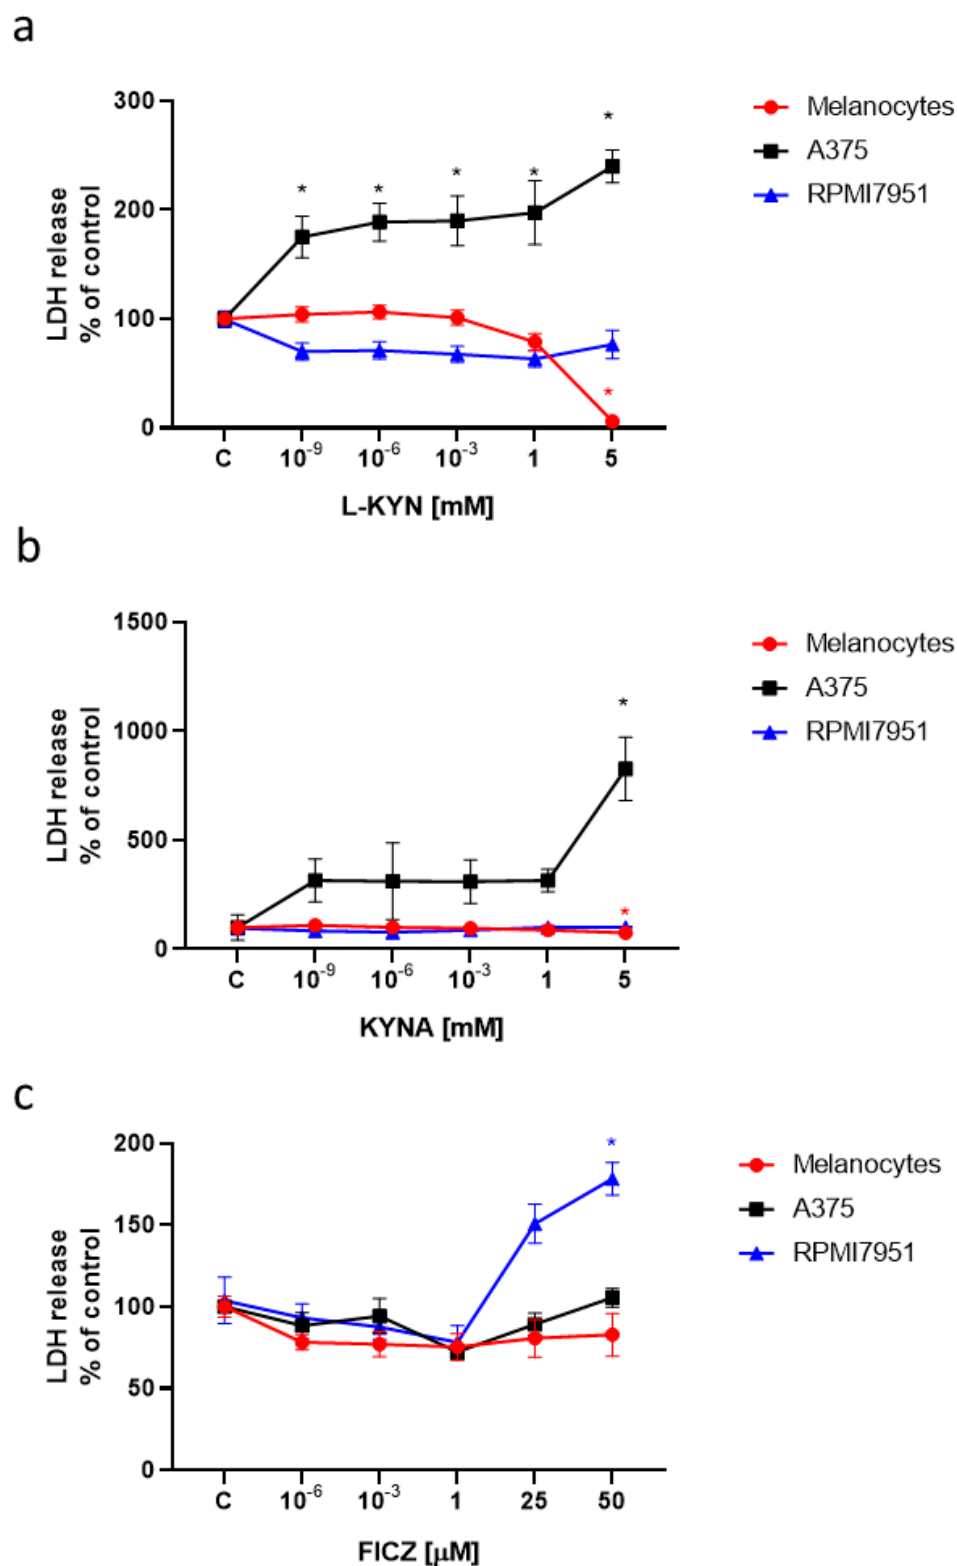 a
300
200
100
0
LDH release
% of control
* * * * *
*
C 10⁻⁹ 10⁻⁶ 10⁻³ 1 5
L-KYN [mM]
Melanocytes
A375
RPMI7951
b
1500
1000
500
0
LDH release
% of control
*
*
C 10⁻⁹ 10⁻⁶ 10⁻³ 1 5
KYNA [mM]
Melanocytes
A375
RPMI7951
c
200
150
100
50
0
LDH release
% of control
*
C 10⁻⁶ 10⁻³ 1 25 50
FICZ [µM]
Melanocytes
A375
RPMI7951